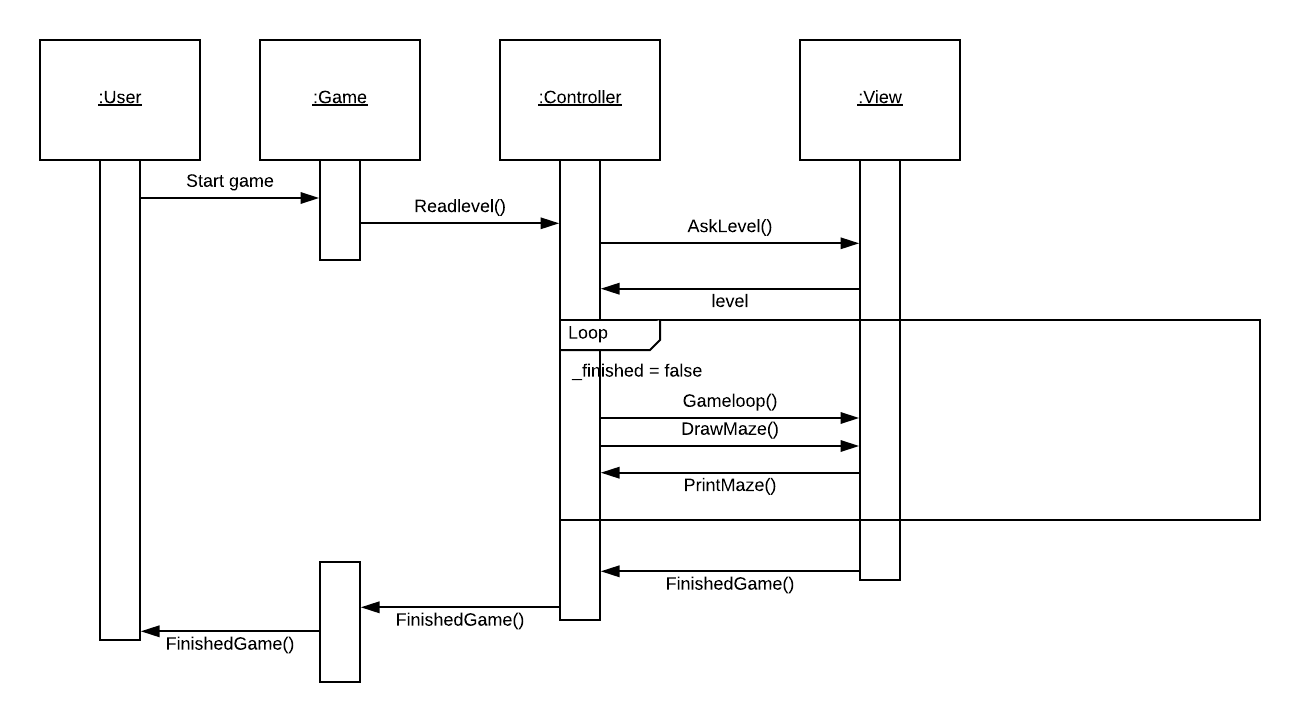 :User
:Game
:Controller
:View
Start game
Readlevel()
AskLevel()
level
Loop
_finished = false
Gameloop()
DrawMaze()
PrintMaze()
FinishedGame()
FinishedGame()
FinishedGame()